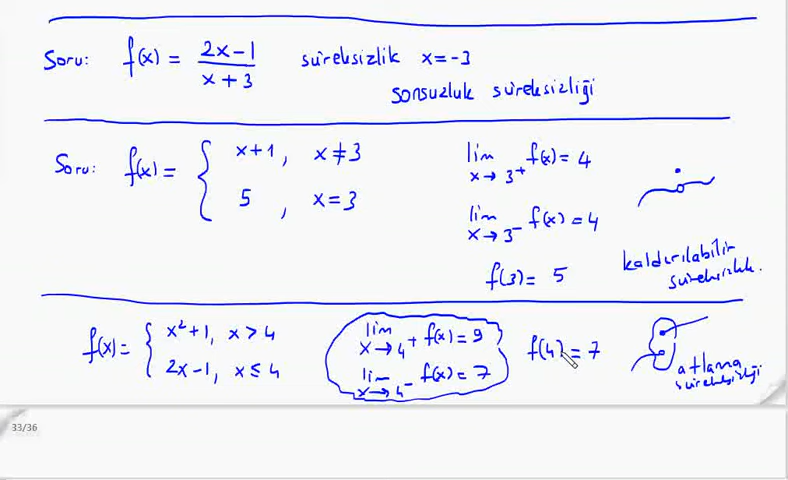 Soru: f(x) = (2x-1)/(x+3) süreksizlik x=-3
sonsuzluk süreksizliği
Soru: f(x) = { x+1, x≠3
5, x=3
lim x→3⁺ f(x)=4
lim x→3⁻ f(x)=4
f(3)= 5
kaldırılabilir
süreksizlik.
f(x)= { x²+1, x>4
2x-1, x≤4
lim x→4⁺ f(x)=9
lim x→4⁻ f(x)=7
f(4)=7
atlama
süreksizliği
33/36